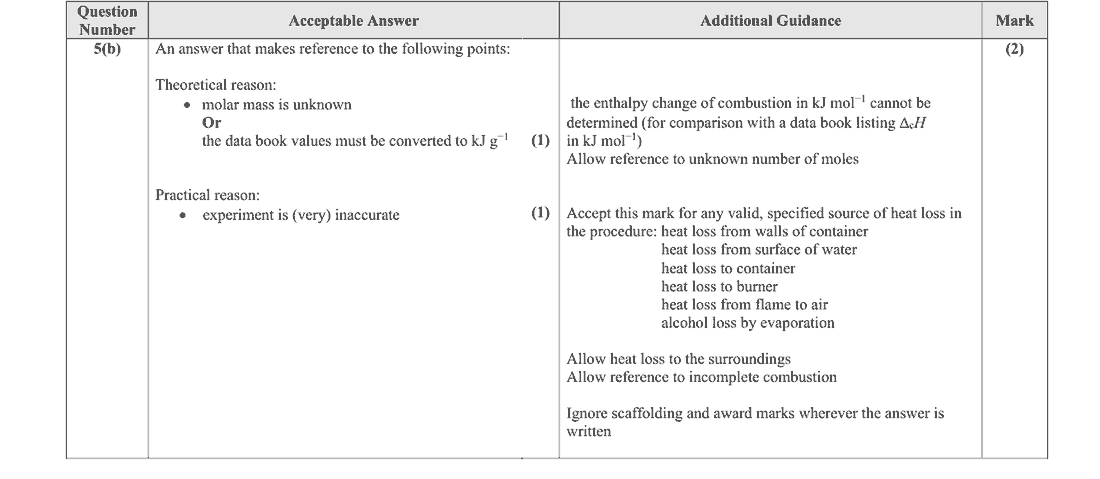 Question Number
Acceptable Answer
Additional Guidance
Mark
5(b)
An answer that makes reference to the following points:
(2)
Theoretical reason:
• molar mass is unknown
Or
the data book values must be converted to kJ g⁻¹ (1)
the enthalpy change of combustion in kJ mol⁻¹ cannot be
determined (for comparison with a data book listing ΔcH
in kJ mol⁻¹)
Allow reference to unknown number of moles
Practical reason:
• experiment is (very) inaccurate (1)
Accept this mark for any valid, specified source of heat loss in
the procedure: heat loss from walls of container
heat loss from surface of water
heat loss to container
heat loss to burner
heat loss from flame to air
alcohol loss by evaporation
Allow heat loss to the surroundings
Allow reference to incomplete combustion
Ignore scaffolding and award marks wherever the answer is
written